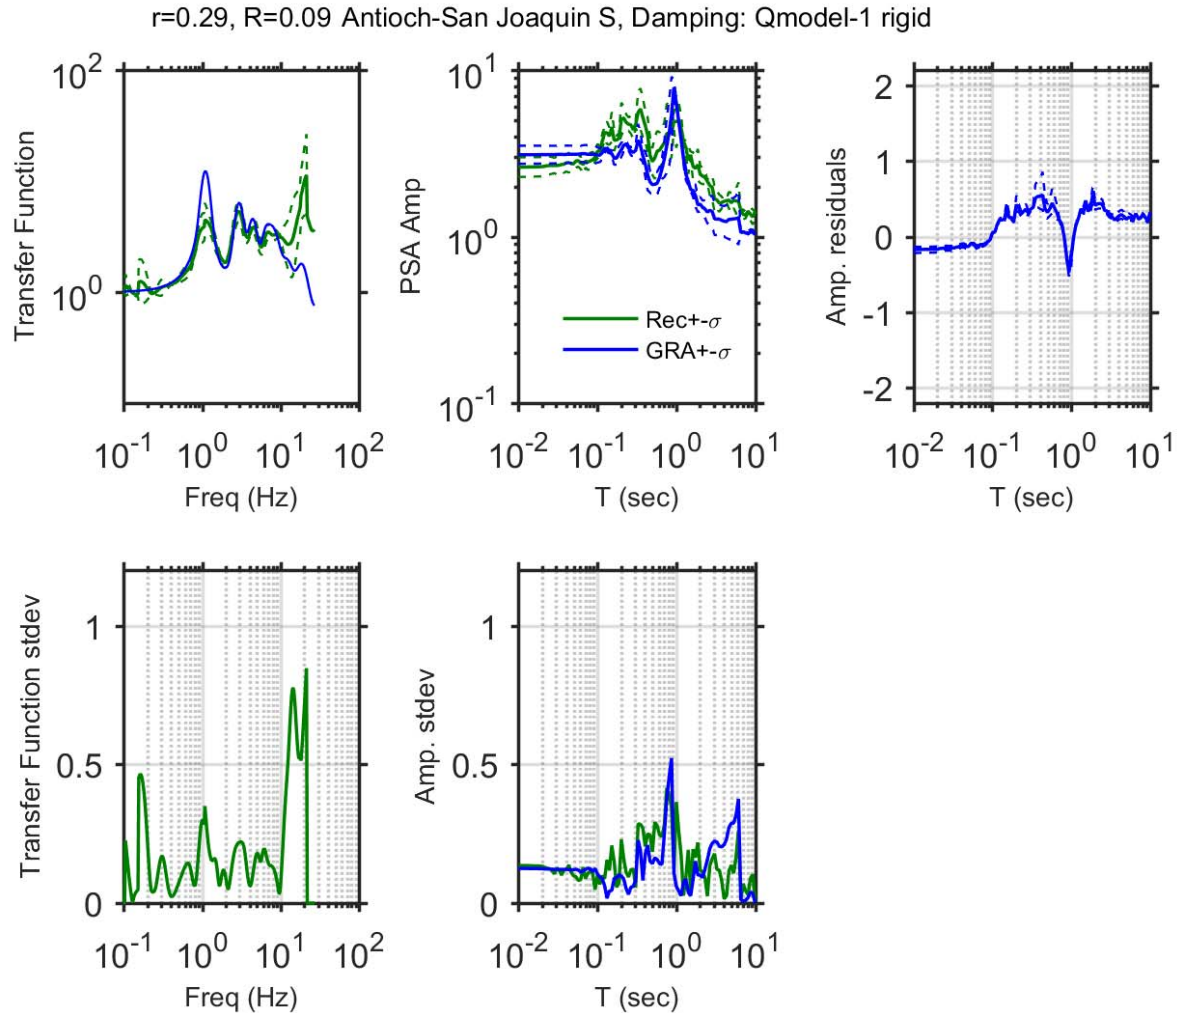 r=0.29, R=0.09 Antioch-San Joaquin S, Damping: Qmodel-1 rigid
Transfer Function
10^2
10^0
10^-1 10^0 10^1 10^2
Freq (Hz)
PSA Amp
10^1
10^0
10^-1
Rec+-σ
GRA+-σ
10^-2 10^-1 10^0 10^1
T (sec)
Amp. residuals
2
1
0
-1
-2
10^-2 10^-1 10^0 10^1
T (sec)
Transfer Function stdev
1
0.5
0
10^-1 10^0 10^1 10^2
Freq (Hz)
Amp. stdev
1
0.5
0
10^-2 10^-1 10^0 10^1
T (sec)